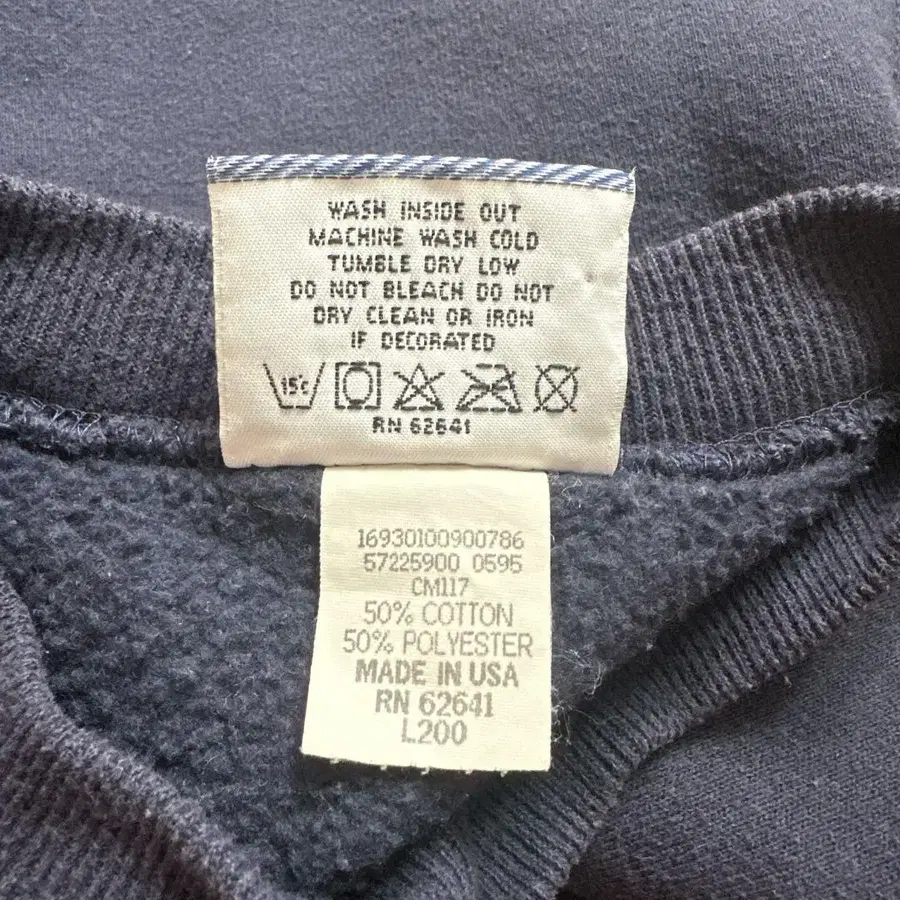 WASH INSIDE OUT
MACHINE WASH COLD
TUMBLE DRY LOW
DO NOT BLEACH DO NOT
DRY CLEAN OR IRON
IF DECORATED
15°C
RN 62641
16930100900786
57225900 0595
CM117
50% COTTON
50% POLYESTER
MADE IN USA
RN 62641
L200